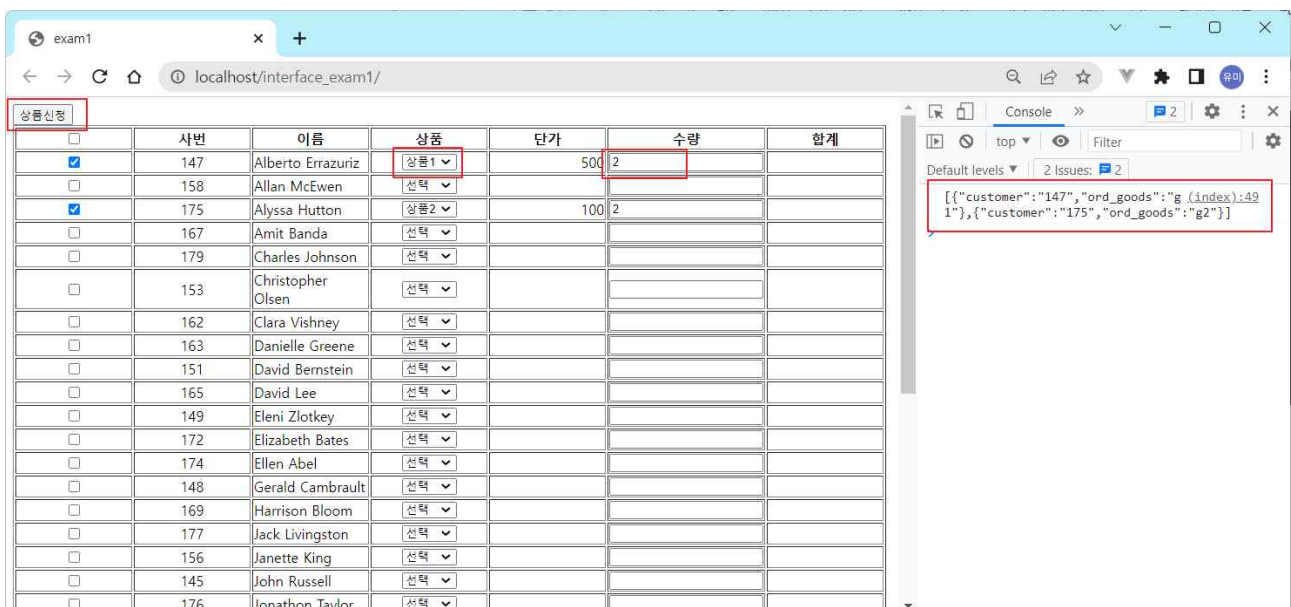 exam1
localhost/interface_exam1/
유미
상품신청
사번 이름 상품 단가 수량 합계
147 Alberto Errazuriz 상품1 500 2
158 Allan McEwen 선택
175 Alyssa Hutton 상품2 100 2
167 Amit Banda 선택
179 Charles Johnson 선택
153 Christopher Olsen 선택
162 Clara Vishney 선택
163 Danielle Greene 선택
151 David Bernstein 선택
165 David Lee 선택
149 Eleni Zlotkey 선택
172 Elizabeth Bates 선택
174 Ellen Abel 선택
148 Gerald Cambrault 선택
169 Harrison Bloom 선택
177 Jack Livingston 선택
156 Janette King 선택
145 John Russell 선택
176 Jonathon Taylor 선택
Console 2
top Filter
Default levels 2 Issues: 2
[{"customer":"147","ord_goods":"g (index):49
1"},{"customer":"175","ord_goods":"g2"}]